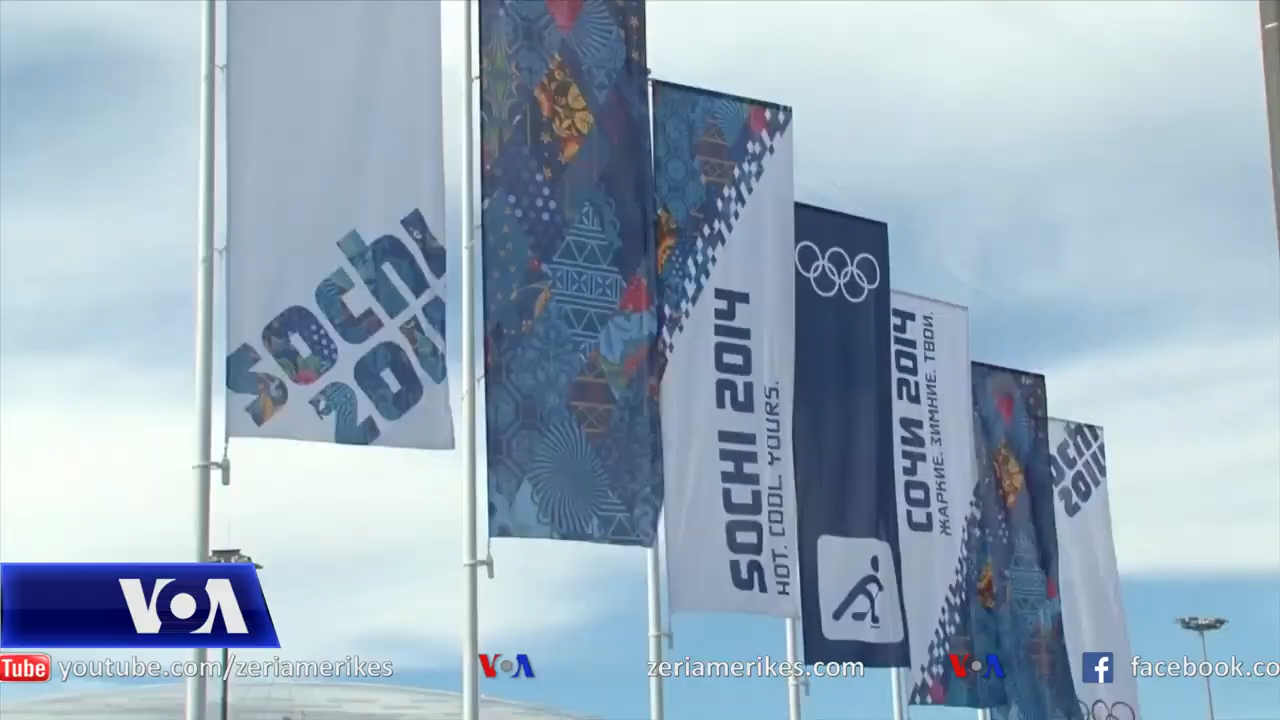 sochi
2014
SOCHI 2014
HOT. COOL. YOURS.
СОЧИ 2014
ЖАРКИЕ. ЗИМНИЕ. ТВОИ.
sochi
2014
VOA
Tube youtube.com/zeriamerikes VOA zeriamerikes.com VOA f facebook.co